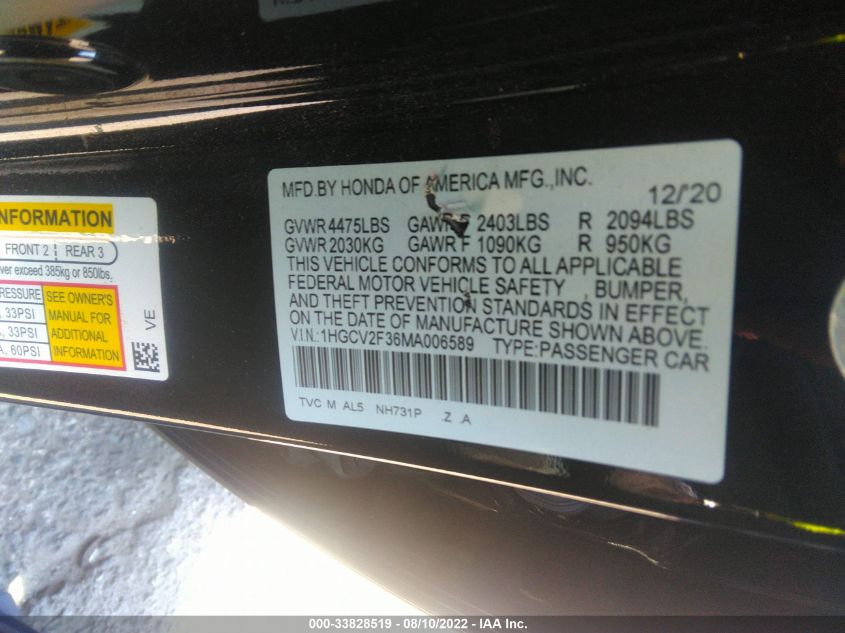 MFD. BY HONDA OF AMERICA MFG., INC. 12/'20
GVWR 4475LBS GAWR F 2403LBS R 2094LBS
GVWR 2030KG GAWR F 1090KG R 950KG
THIS VEHICLE CONFORMS TO ALL APPLICABLE
FEDERAL MOTOR VEHICLE SAFETY , BUMPER,
AND THEFT PREVENTION STANDARDS IN EFFECT
ON THE DATE OF MANUFACTURE SHOWN ABOVE.
V.I.N.: 1HGCV2F36MA006589 TYPE: PASSENGER CAR
TVC M AL5 NH731P .Z .A
INFORMATION
FRONT 2 REAR 3
exceed 385kg or 850lbs.
SEE OWNER'S
MANUAL FOR
ADDITIONAL
INFORMATION
33PSI
33PSI
60PSI
VE
000-33828519 - 08/10/2022 - IAA Inc.